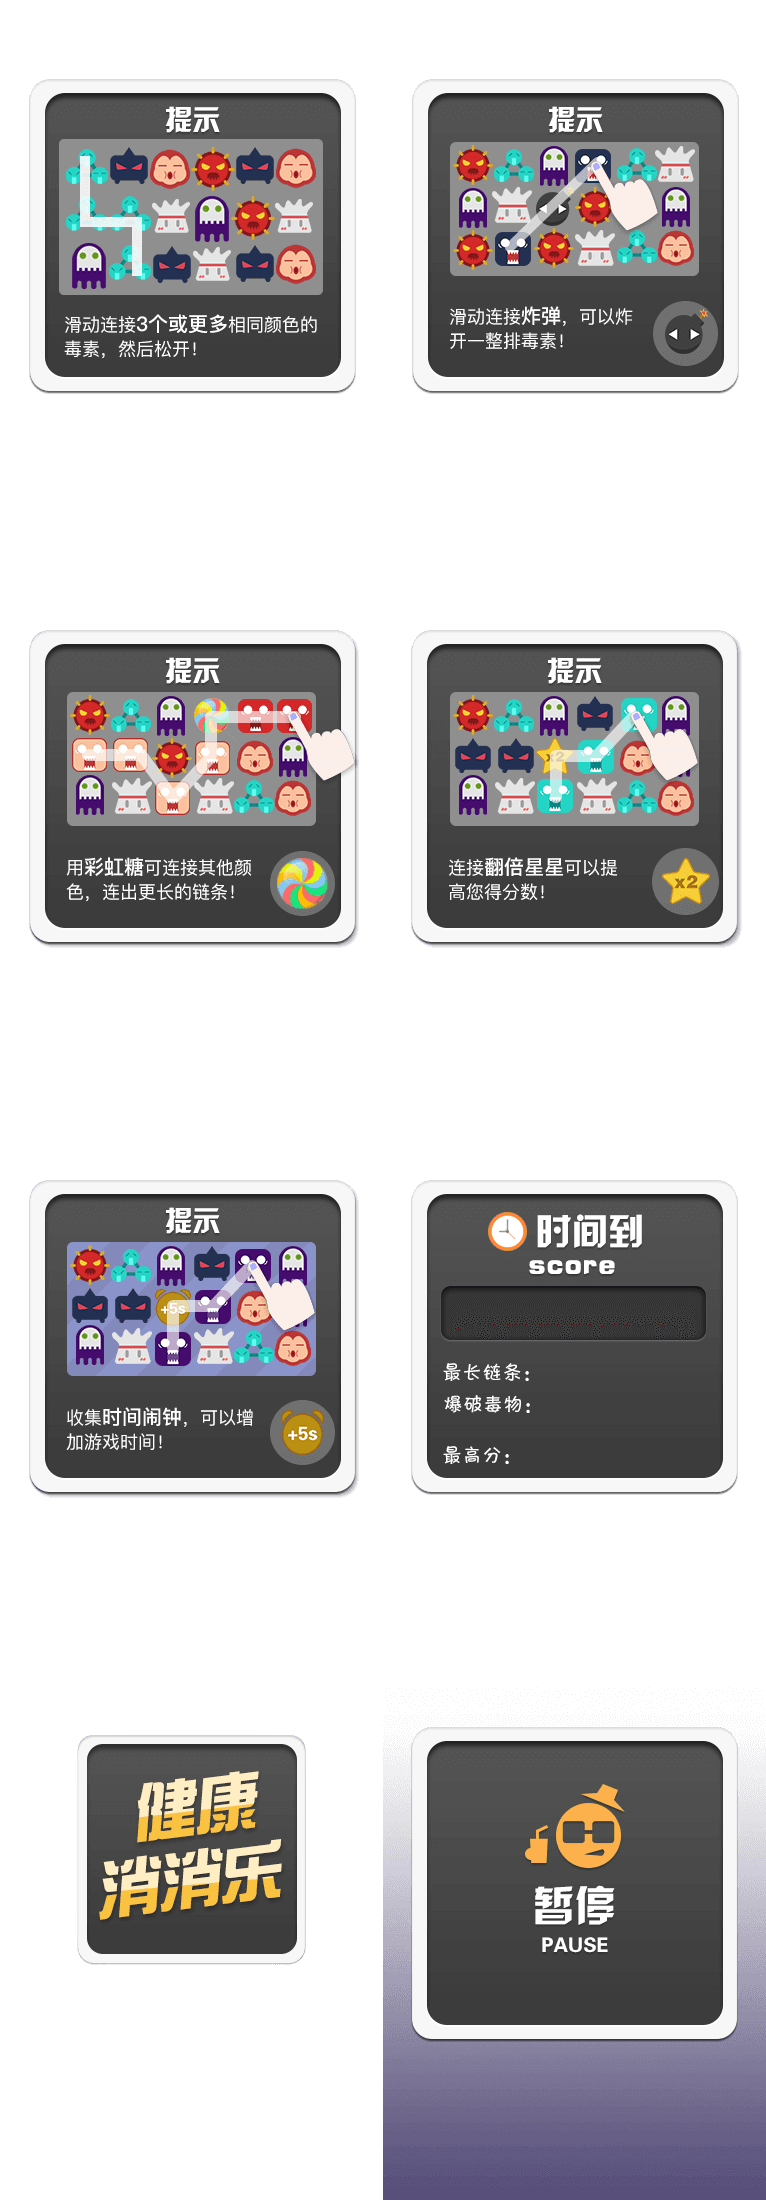 提示
滑动连接3个或更多相同颜色的
毒素，然后松开！
提示
滑动连接炸弹，可以炸
开一整排毒素！
提示
用彩虹糖可连接其他颜
色，连出更长的链条！
提示
x2
连接翻倍星星可以提
高您得分数！
x2
提示
+5s
收集时间闹钟，可以增
加游戏时间！
+5s
时间到
score
最长链条：
爆破毒物：
最高分：
健康
消消乐
暂停
PAUSE